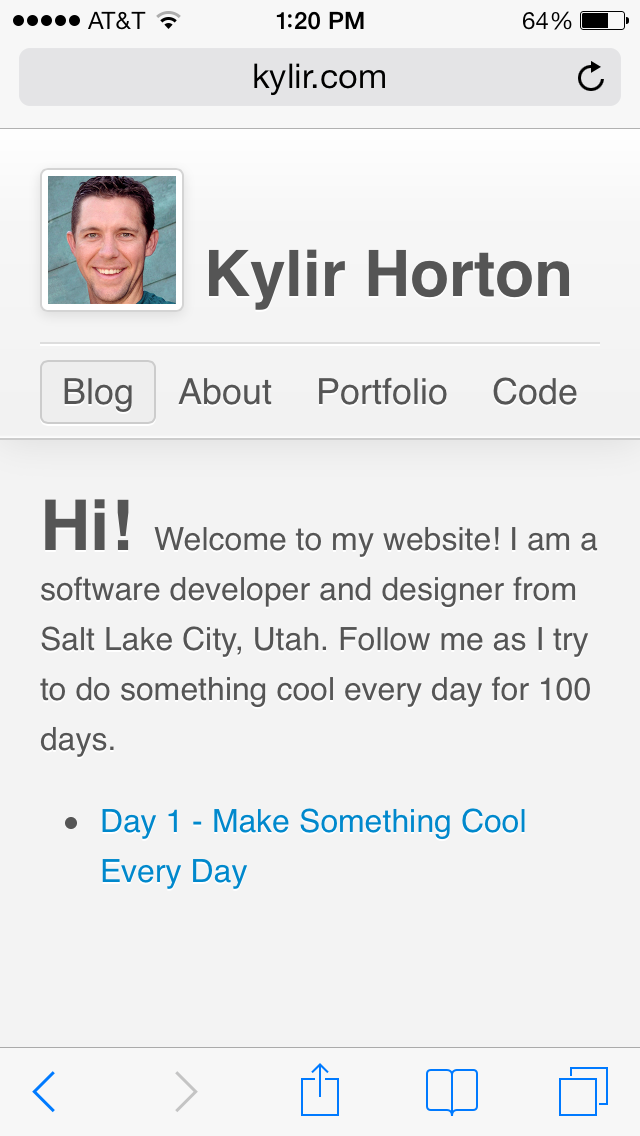 AT&T 1:20 PM 64%
kylir.com
Kylir Horton
Blog About Portfolio Code
Hi! Welcome to my website! I am a
software developer and designer from
Salt Lake City, Utah. Follow me as I try
to do something cool every day for 100
days.
• Day 1 - Make Something Cool
Every Day